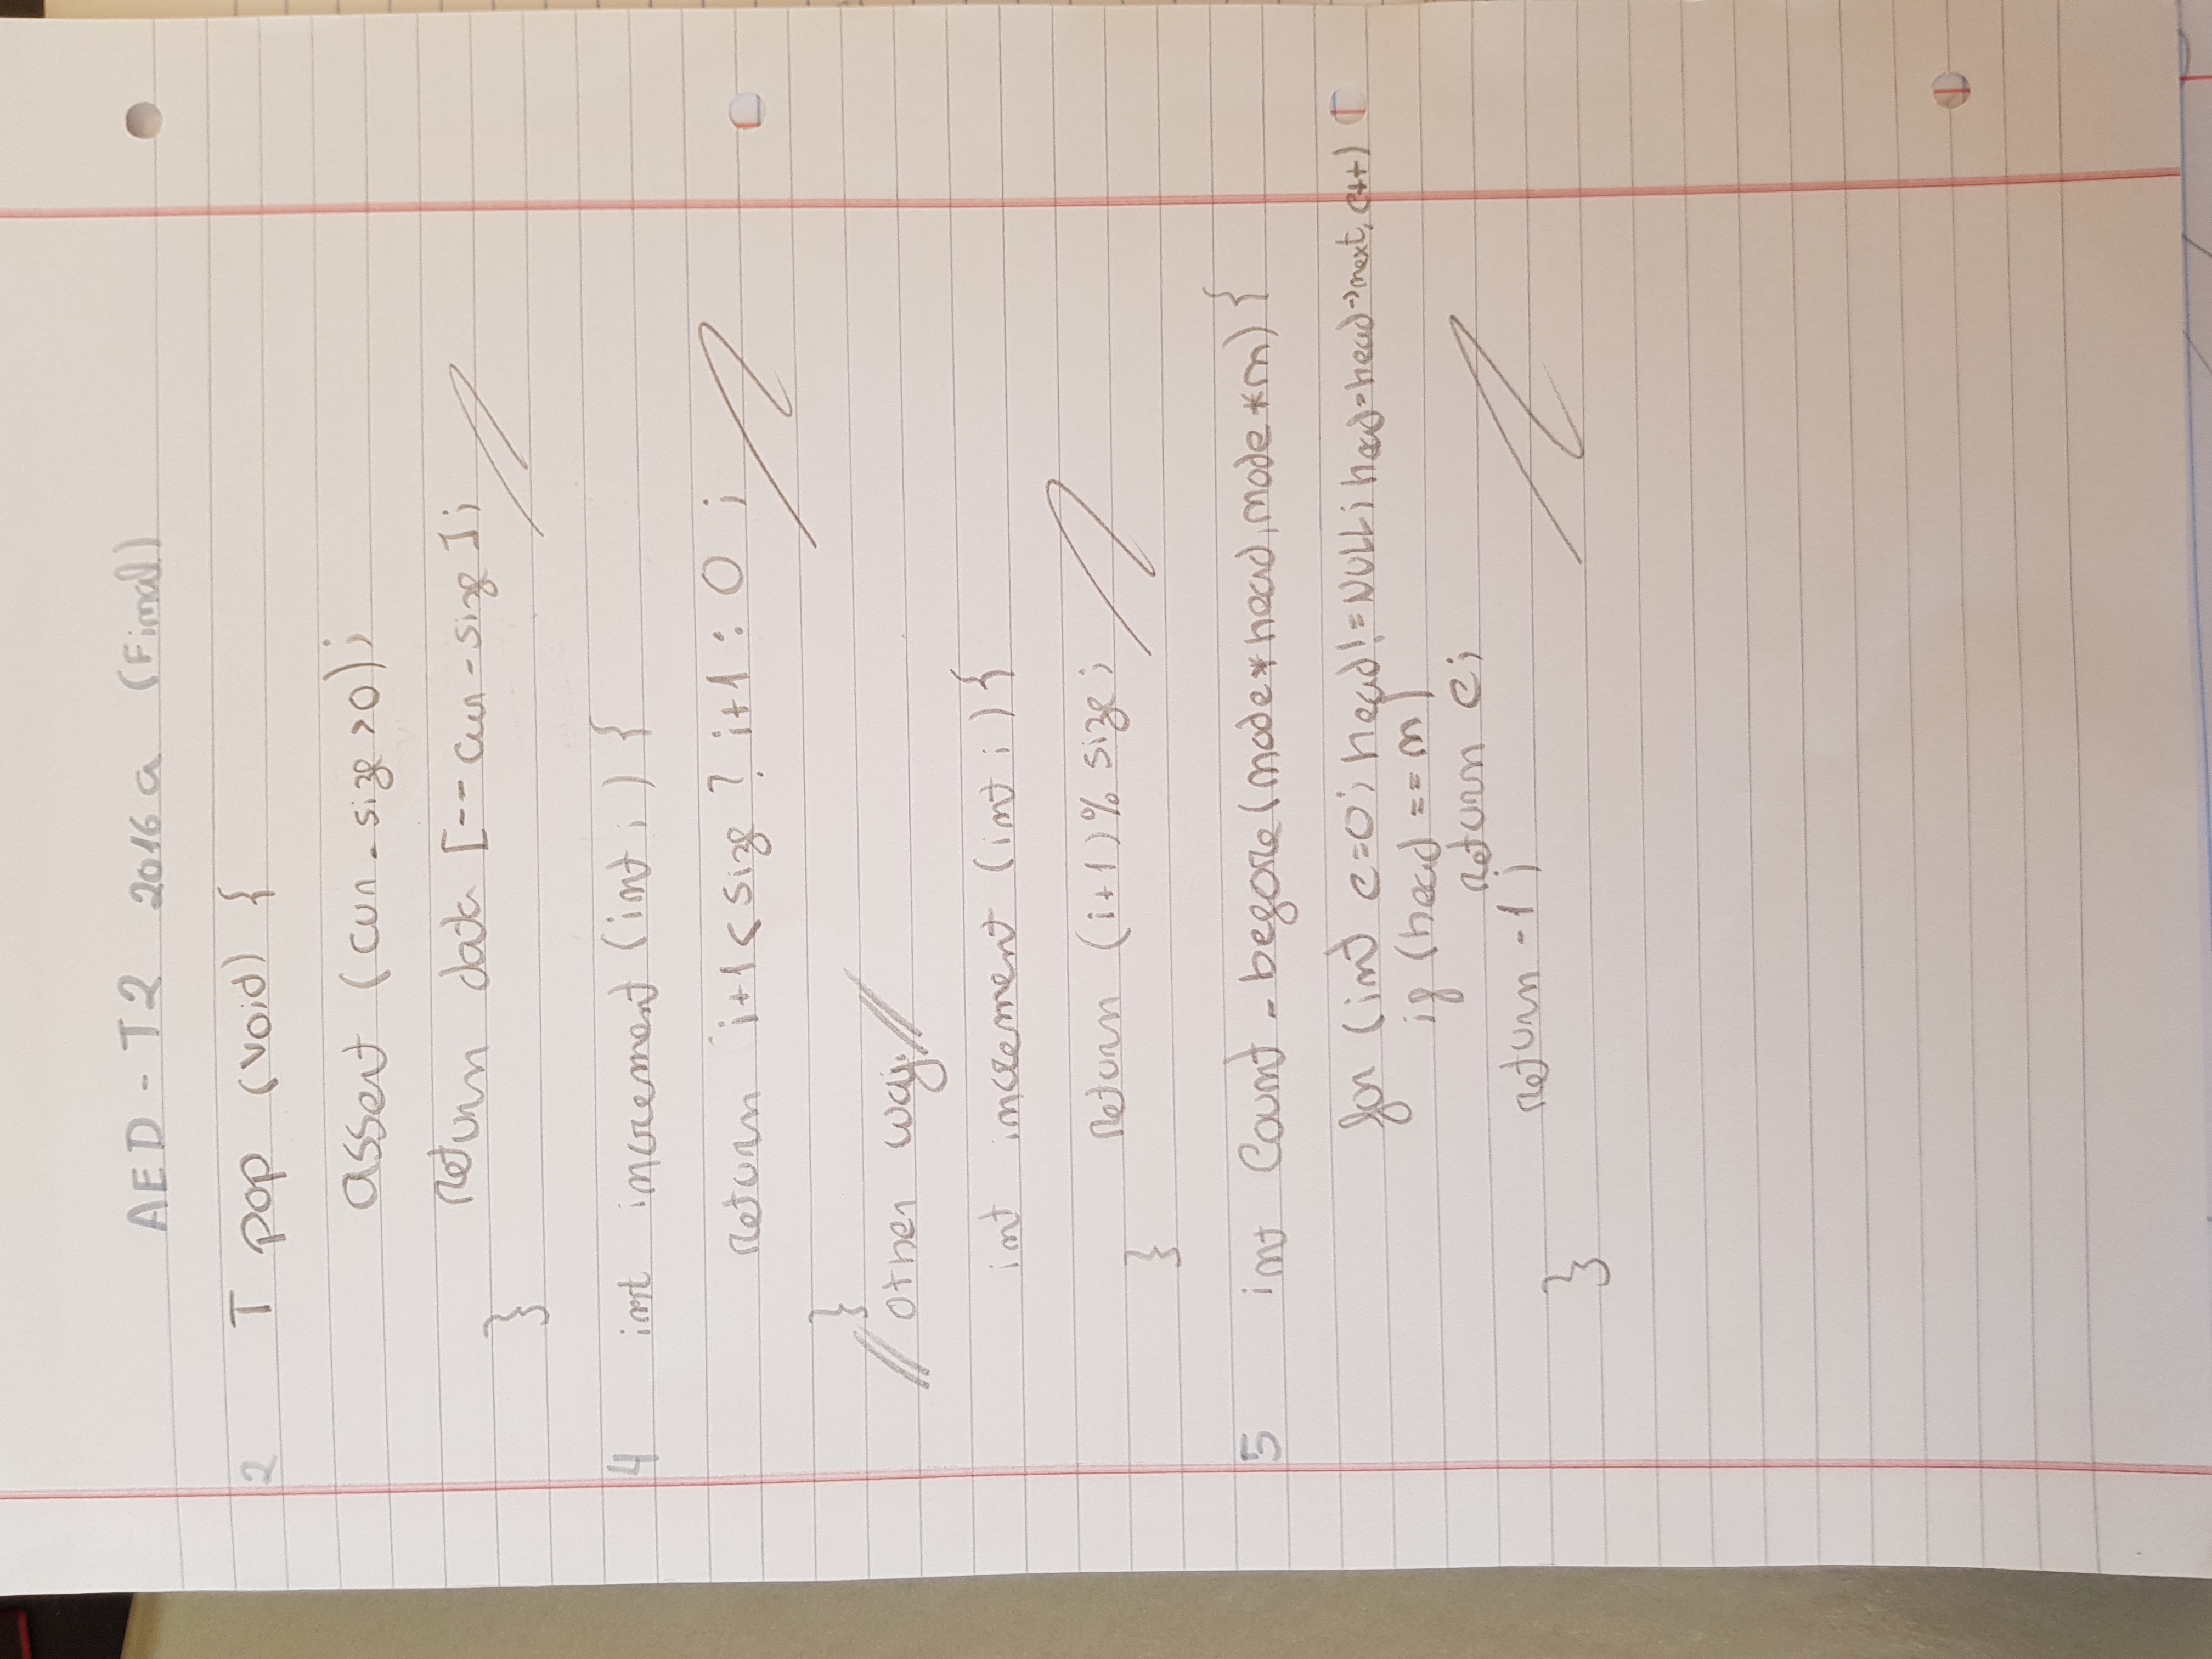 AED - T2 2016a (Final)
2 T pop (void) {
assert (cur_size>0);
return data [--cur_size];
}
4 int increment (int i) {
return i+1<size ? i+1 : 0 ;
}
// other way: //
int increment (int i) {
return (i+1)% size;
}
5 int Count_before(node*head,node*n) {
for (int c=0; head!=NULL; head=head->next, c++)
if (head == n)
return c;
return -1;
}